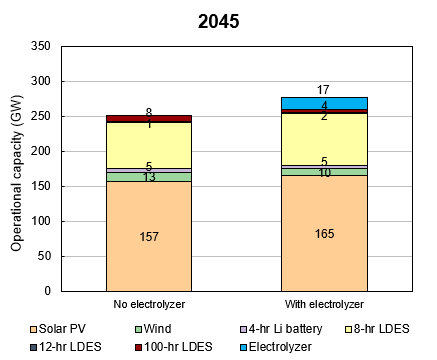 2045
Operational capacity (GW)
350
300
250
200
150
100
50
0
8
1
5
13
157
17
4
2
5
10
165
No electrolyzer
With electrolyzer
Solar PV
Wind
4-hr Li battery
8-hr LDES
12-hr LDES
100-hr LDES
Electrolyzer